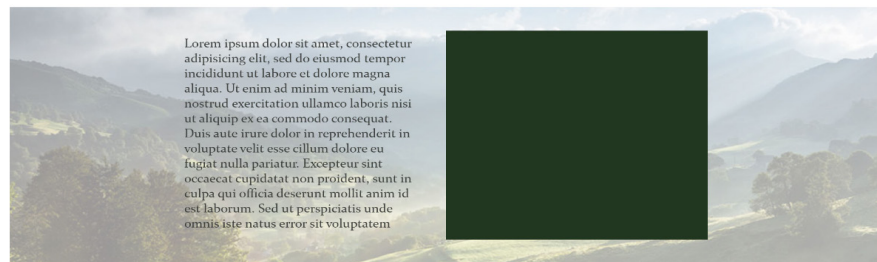 Lorem ipsum dolor sit amet, consectetur
adipisicing elit, sed do eiusmod tempor
incididunt ut labore et dolore magna
aliqua. Ut enim ad minim veniam, quis
nostrud exercitation ullamco laboris nisi
ut aliquip ex ea commodo consequat.
Duis aute irure dolor in reprehenderit in
voluptate velit esse cillum dolore eu
fugiat nulla pariatur. Excepteur sint
occaecat cupidatat non proident, sunt in
culpa qui officia deserunt mollit anim id
est laborum. Sed ut perspiciatis unde
omnis iste natus error sit voluptatem